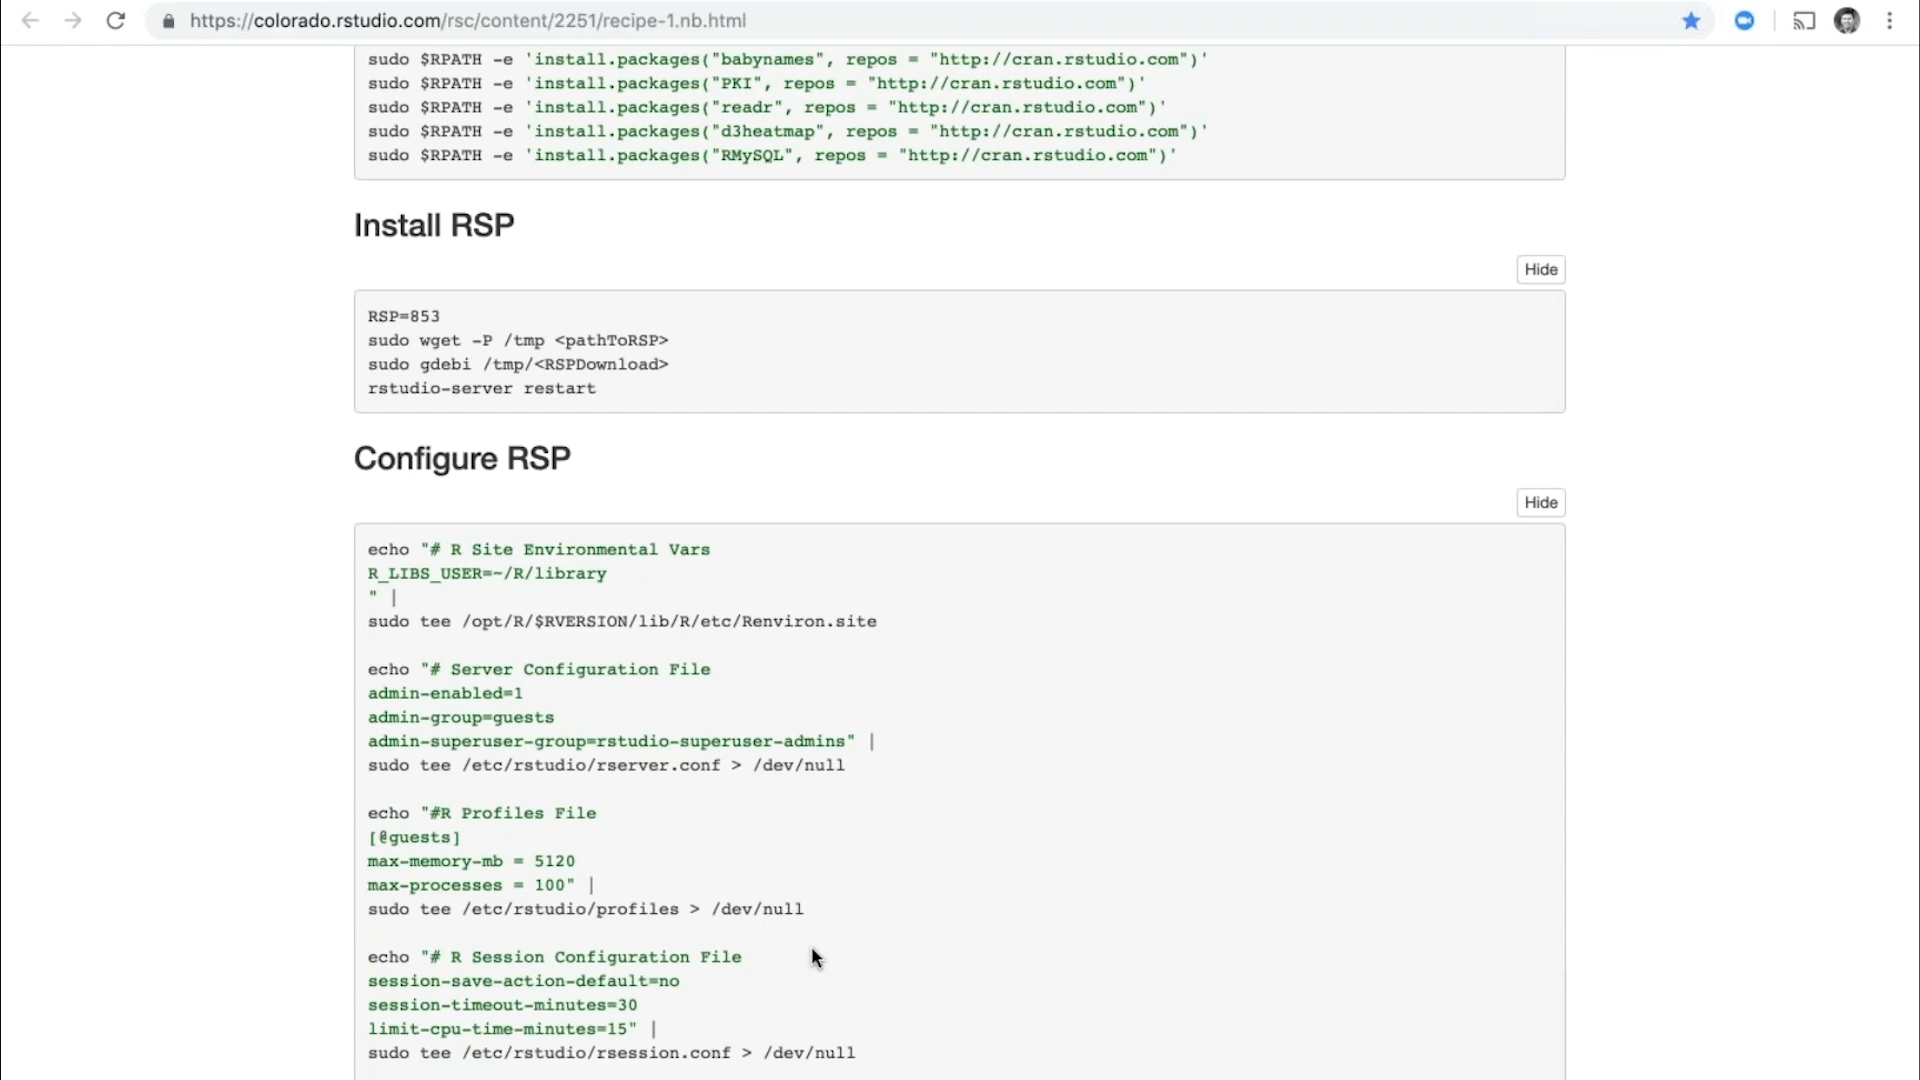 https://colorado.rstudio.com/rsc/content/2251/recipe-1.nb.html
sudo $RPATH -e 'install.packages("babynames", repos = "http://cran.rstudio.com")'
sudo $RPATH -e 'install.packages("PKI", repos = "http://cran.rstudio.com")'
sudo $RPATH -e 'install.packages("readr", repos = "http://cran.rstudio.com")'
sudo $RPATH -e 'install.packages("d3heatmap", repos = "http://cran.rstudio.com")'
sudo $RPATH -e 'install.packages("RMySQL", repos = "http://cran.rstudio.com")'
Install RSP
Hide
RSP=853
sudo wget -P /tmp <pathToRSP>
sudo gdebi /tmp/<RSPDownload>
rstudio-server restart
Configure RSP
Hide
echo "# R Site Environmental Vars
R_LIBS_USER=~/R/library
" |
sudo tee /opt/R/$RVERSION/lib/R/etc/Renviron.site
echo "# Server Configuration File
admin-enabled=1
admin-group=guests
admin-superuser-group=rstudio-superuser-admins" |
sudo tee /etc/rstudio/rserver.conf > /dev/null
echo "#R Profiles File
[@guests]
max-memory-mb = 5120
max-processes = 100" |
sudo tee /etc/rstudio/profiles > /dev/null
echo "# R Session Configuration File
session-save-action-default=no
session-timeout-minutes=30
limit-cpu-time-minutes=15" |
sudo tee /etc/rstudio/rsession.conf > /dev/null